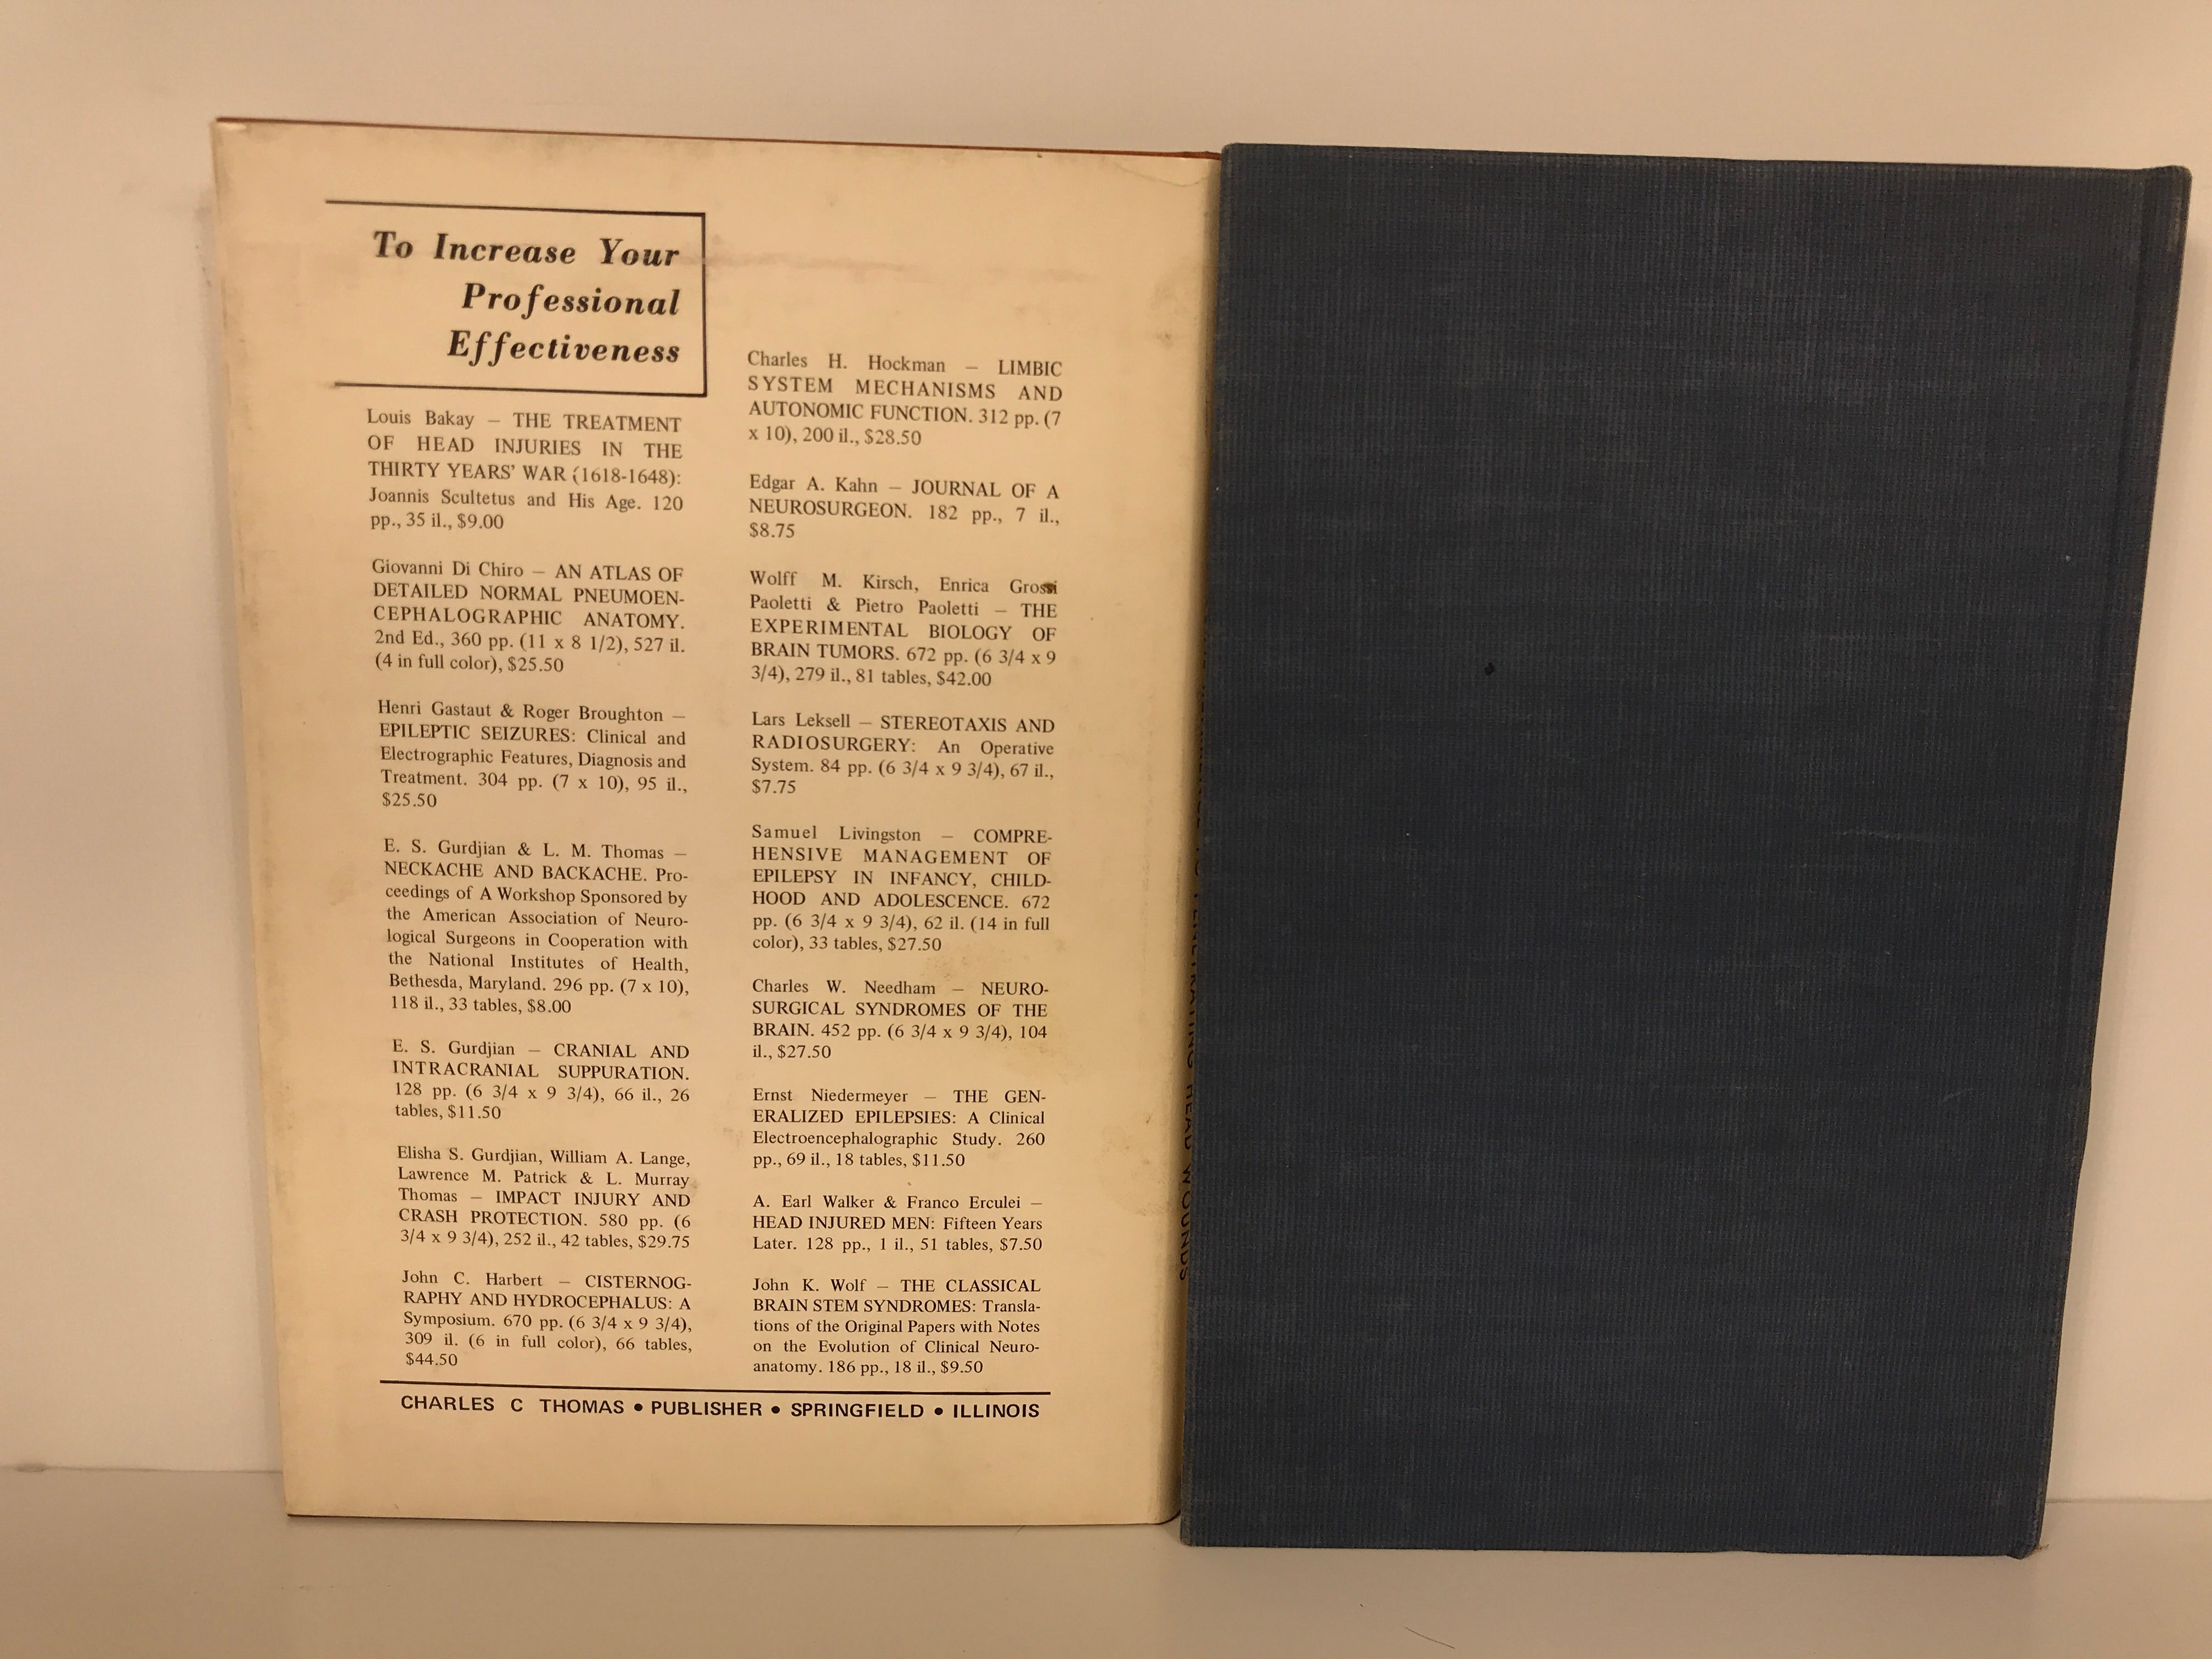 To Increase Your
Professional
Effectiveness
Louis Bakay — THE TREATMENT
OF HEAD INJURIES IN THE
THIRTY YEARS' WAR (1618-1648):
Joannis Scultetus and His Age. 120
pp., 35 il., $9.00
Giovanni Di Chiro — AN ATLAS OF
DETAILED NORMAL PNEUMOEN-
CEPHALOGRAPHIC ANATOMY.
2nd Ed., 360 pp. (11 x 8 1/2), 527 il.
(4 in full color), $25.50
Henri Gastaut & Roger Broughton —
EPILEPTIC SEIZURES: Clinical and
Electrographic Features, Diagnosis and
Treatment. 304 pp. (7 x 10), 95 il.,
$25.50
E. S. Gurdjian & L. M. Thomas —
NECKACHE AND BACKACHE. Pro-
ceedings of A Workshop Sponsored by
the American Association of Neuro-
logical Surgeons in Cooperation with
the National Institutes of Health,
Bethesda, Maryland. 296 pp. (7 x 10),
118 il., 33 tables, $8.00
E. S. Gurdjian — CRANIAL AND
INTRACRANIAL SUPPURATION.
128 pp. (6 3/4 x 9 3/4), 66 il., 26
tables, $11.50
Elisha S. Gurdjian, William A. Lange,
Lawrence M. Patrick & L. Murray
Thomas — IMPACT INJURY AND
CRASH PROTECTION. 580 pp. (6
3/4 x 9 3/4), 252 il., 42 tables, $29.75
John C. Harbert — CISTERNOG-
RAPHY AND HYDROCEPHALUS: A
Symposium. 670 pp. (6 3/4 x 9 3/4),
309 il. (6 in full color), 66 tables,
$44.50
Charles H. Hockman — LIMBIC
SYSTEM MECHANISMS AND
AUTONOMIC FUNCTION. 312 pp. (7
x 10), 200 il., $28.50
Edgar A. Kahn — JOURNAL OF A
NEUROSURGEON. 182 pp., 7 il.,
$8.75
Wolff M. Kirsch, Enrica Grossi
Paoletti & Pietro Paoletti — THE
EXPERIMENTAL BIOLOGY OF
BRAIN TUMORS. 672 pp. (6 3/4 x 9
3/4), 279 il., 81 tables, $42.00
Lars Leksell — STEREOTAXIS AND
RADIOSURGERY: An Operative
System. 84 pp. (6 3/4 x 9 3/4), 67 il.,
$7.75
Samuel Livingston — COMPRE-
HENSIVE MANAGEMENT OF
EPILEPSY IN INFANCY, CHILD-
HOOD AND ADOLESCENCE. 672
pp. (6 3/4 x 9 3/4), 62 il. (14 in full
color), 33 tables, $27.50
Charles W. Needham — NEURO-
SURGICAL SYNDROMES OF THE
BRAIN. 452 pp. (6 3/4 x 9 3/4), 104
il., $27.50
Ernst Niedermeyer — THE GEN-
ERALIZED EPILEPSIES: A Clinical
Electroencephalographic Study. 260
pp., 69 il., 18 tables, $11.50
A. Earl Walker & Franco Erculei —
HEAD INJURED MEN: Fifteen Years
Later. 128 pp., 1 il., 51 tables, $7.50
John K. Wolf — THE CLASSICAL
BRAIN STEM SYNDROMES: Transla-
tions of the Original Papers with Notes
on the Evolution of Clinical Neuro-
anatomy. 186 pp., 18 il., $9.50
CHARLES C THOMAS • PUBLISHER • SPRINGFIELD • ILLINOIS
PENETRATING HEAD WOUNDS